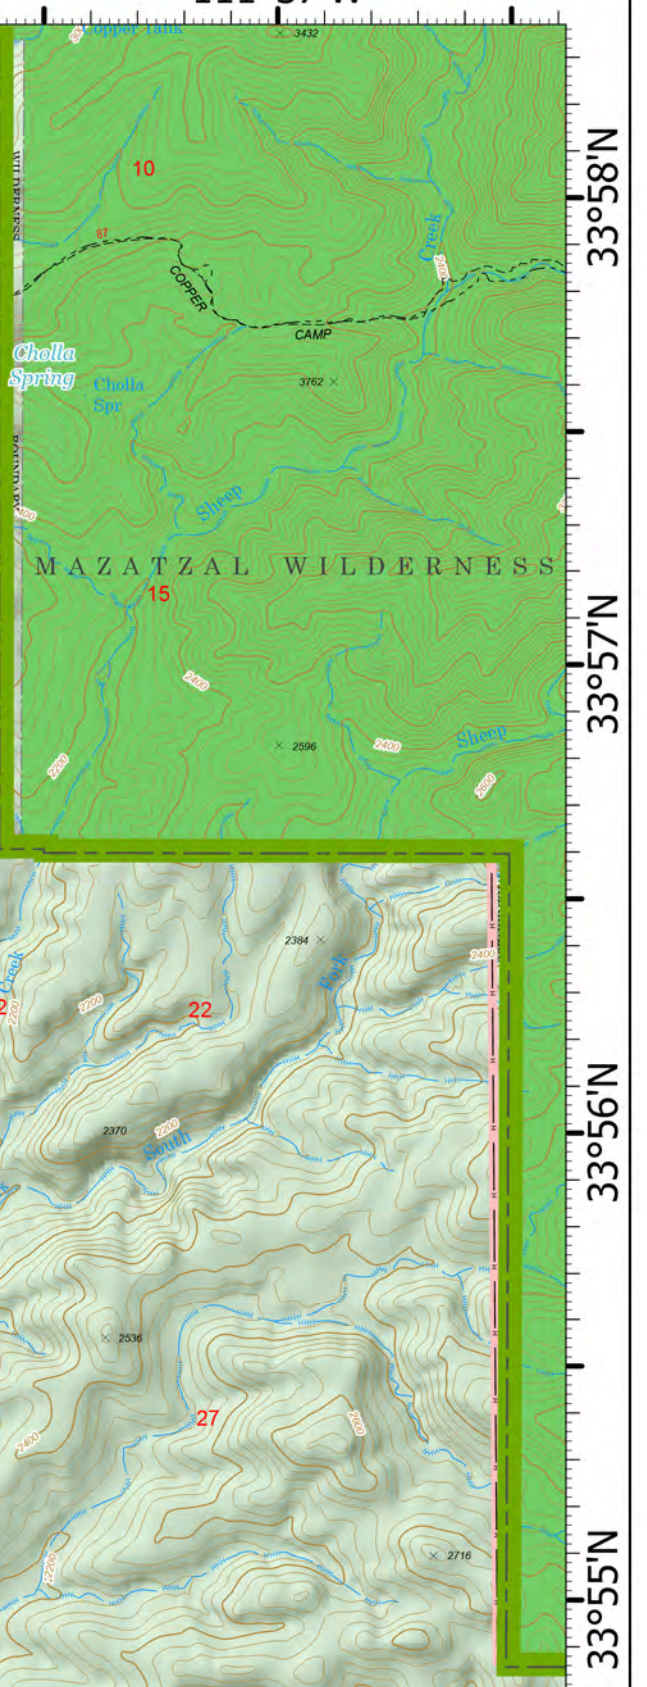 Copper Tank
3432
10
33°58'N
WILDERNESS
87
Creek
2400
COPPER
CAMP
Cholla
Spring
Cholla
Spr
3762
BOUNDARY
Sheep
MAZATZAL WILDERNESS
15
33°57'N
2400
2596
2400
Sheep
2200
2600
2384
2400
Creek
Fork
2200
2200
22
33°56'N
2370
2200
South
2536
27
2600
2400
2716
2200
33°55'N